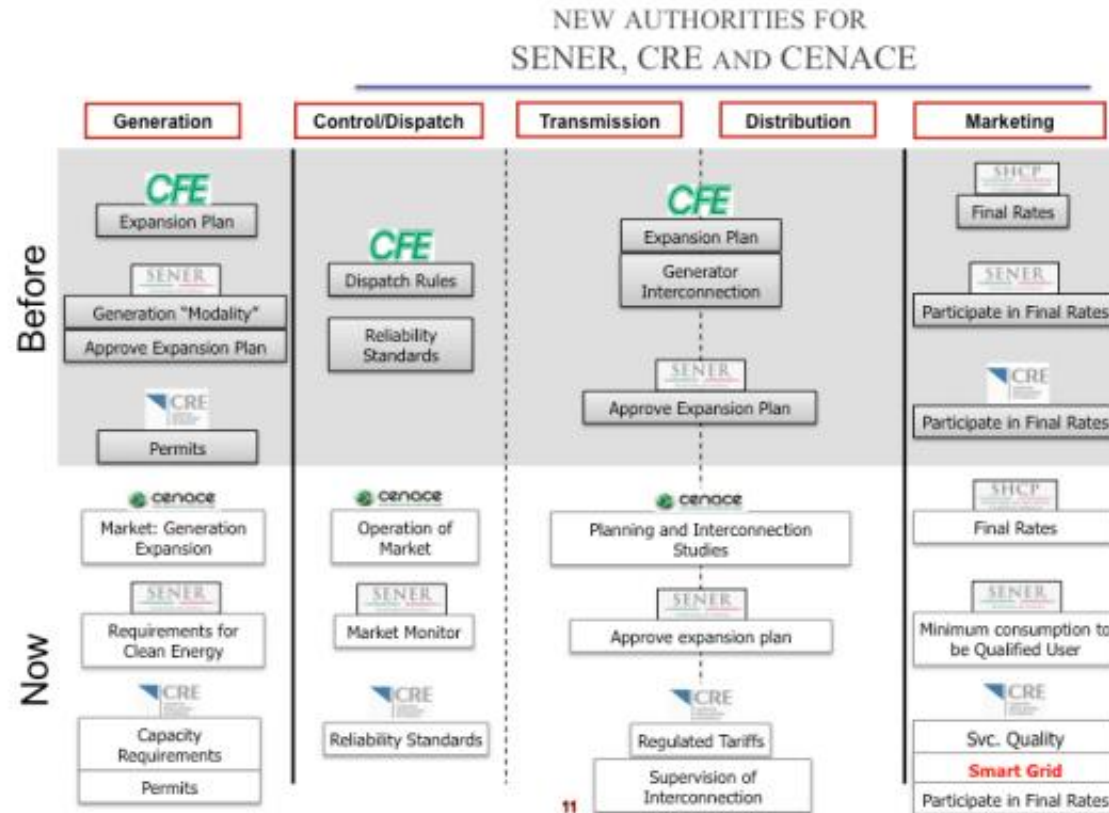 NEW AUTHORITIES FOR
SENER, CRE AND CENACE
Generation
Control/Dispatch
Transmission
Distribution
Marketing
Before
CFE
Expansion Plan
SENER
Generation "Modality"
Approve Expansion Plan
CRE
Permits
CFE
Dispatch Rules
Reliability
Standards
CFE
Expansion Plan
Generator
Interconnection
SENER
Approve Expansion Plan
SHCP
Final Rates
SENER
Participate in Final Rates
CRE
Participate in Final Rates
Now
cenace
Market: Generation
Expansion
SENER
Requirements for
Clean Energy
CRE
Capacity
Requirements
Permits
cenace
Operation of
Market
SENER
Market Monitor
CRE
Reliability Standards
cenace
Planning and Interconnection
Studies
SENER
Approve expansion plan
CRE
Regulated Tariffs
Supervision of
Interconnection
SHCP
Final Rates
SENER
Minimum consumption to
be Qualified User
CRE
Svc. Quality
Smart Grid
Participate in Final Rates
11